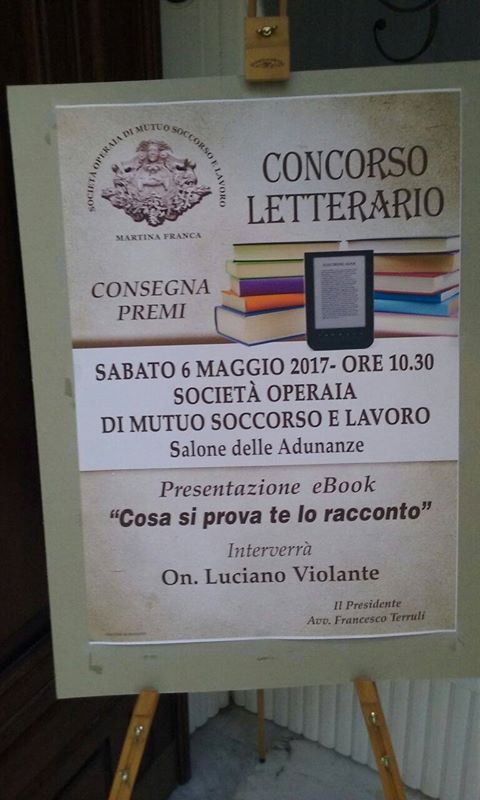 SOCIETÀ OPERAIA DI MUTUO SOCCORSO E LAVORO
MARTINA FRANCA
CONCORSO
LETTERARIO
CONSEGNA
PREMI
SABATO 6 MAGGIO 2017- ORE 10.30
SOCIETÀ OPERAIA
DI MUTUO SOCCORSO E LAVORO
Salone delle Adunanze
Presentazione eBook
“Cosa si prova te lo racconto”
Interverrà
On. Luciano Violante
Il Presidente
Avv. Francesco Terruli